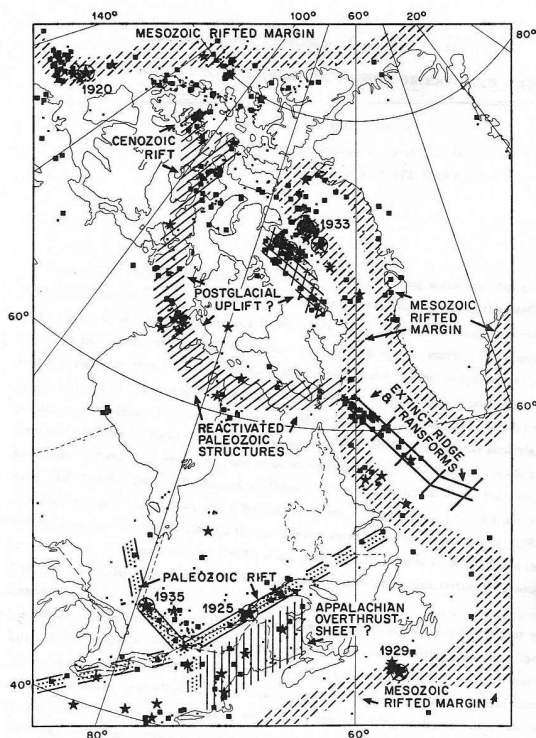 140°
MESOZOIC RIFTED MARGIN
100°
60°
20°
80°
1920
CENOZOIC
RIFT
1933
POSTGLACIAL
UPLIFT ?
MESOZOIC
RIFTED
MARGIN
60°
60°
EXTINCT RIDGE
& TRANSFORMS
REACTIVATED
PALEOZOIC
STRUCTURES
PALEOZOIC RIFT
1935
1925
APPALACHIAN
OVERTHRUST
SHEET ?
1929
MESOZOIC
RIFTED MARGIN
40°
40°
80°
60°